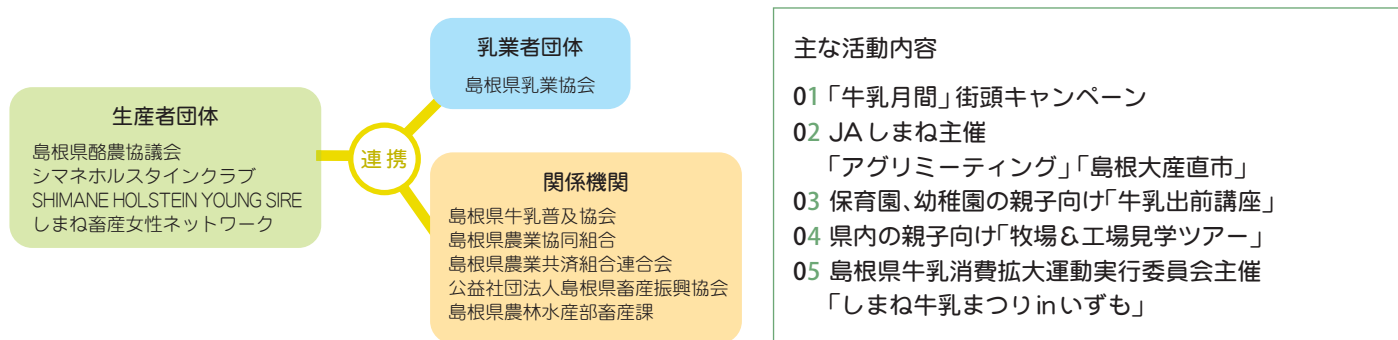 生産者団体
島根県酪農協議会
シマネホルスタインクラブ
SHIMANE HOLSTEIN YOUNG SIRE
しまね畜産女性ネットワーク
連携
乳業者団体
島根県乳業協会
関係機関
島根県牛乳普及協会
島根県農業協同組合
島根県農業共済組合連合会
公益社団法人島根県畜産振興協会
島根県農林水産部畜産課
主な活動内容
01「牛乳月間」街頭キャンペーン
02 JAしまね主催
「アグリミーティング」「島根大産直市」
03 保育園、幼稚園の親子向け「牛乳出前講座」
04 県内の親子向け「牧場&工場見学ツアー」
05 島根県牛乳消費拡大運動実行委員会主催
「しまね牛乳まつりinいずも」